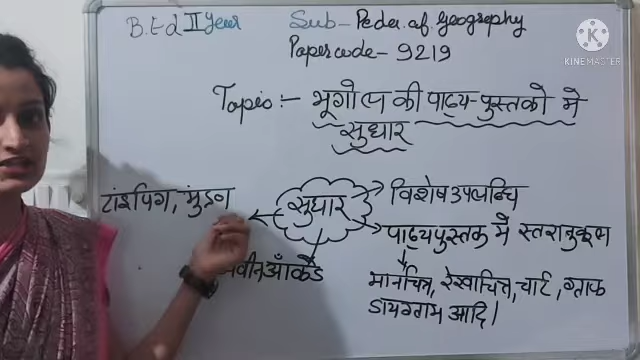 B.Ed II Year
Sub- Peda. of. Geography
Paper code - 9219
KINEMASTER
Topic :- भूगोल की पाठ्य-पुस्तको मे
सुधार
टांइपिंग, मुद्रण
सुधार
विशेष उपलब्धि
पाठ्यपुस्तक में स्तरानुकूल
नवीन आँकडे
मानचित्र, रेखाचित्र, चार्ट, ग्राफ
डायग्राम आदि।